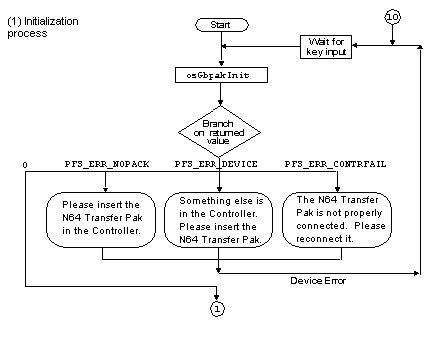 (1) Initialization
process
Start
10
Wait for
key input
osGbpakInit
Branch
on returned
value
0
PFS_ERR_NOPACK
PFS_ERR_DEVICE
PFS_ERR_CONTRFAIL
Please insert the
N64 Transfer Pak
in the Controller.
Something else is
in the Controller.
Please insert the
N64 Transfer Pak.
The N64 Transfer
Pak is not properly
connected. Please
reconnect it.
Device Error
1